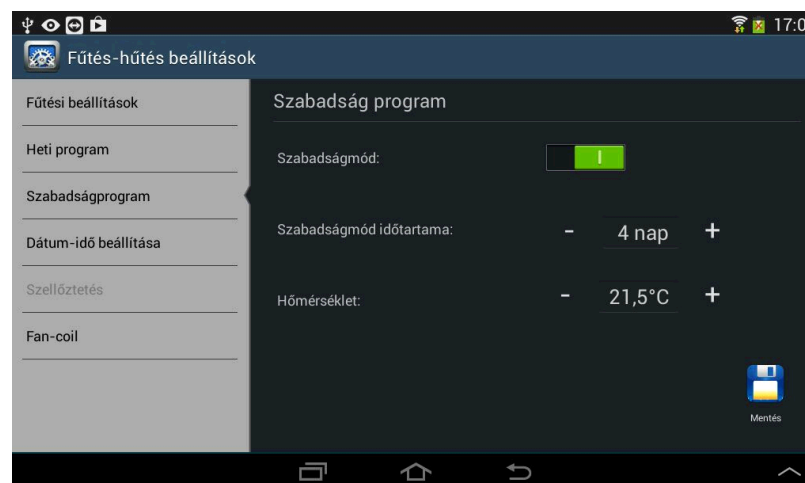 17:0
Fűtés-hűtés beállítások
Fűtési beállítások
Heti program
Szabadságprogram
Dátum-idő beállítása
Szellőztetés
Fan-coil
Szabadság program
Szabadságmód:
Szabadságmód időtartama:
- 4 nap +
Hőmérséklet:
- 21,5°C +
Mentés